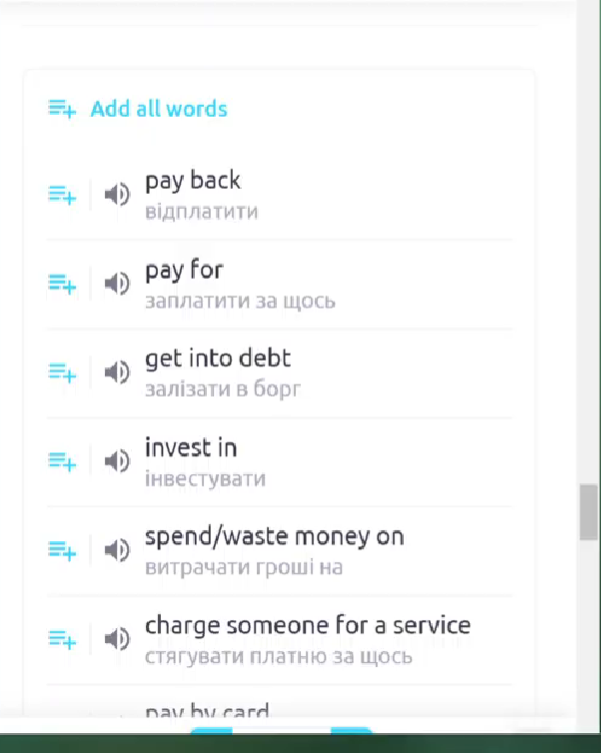 Add all words
pay back
відплатити
pay for
заплатити за щось
get into debt
залізати в борг
invest in
інвестувати
spend/waste money on
витрачати гроші на
charge someone for a service
стягувати платню за щось
pay by card